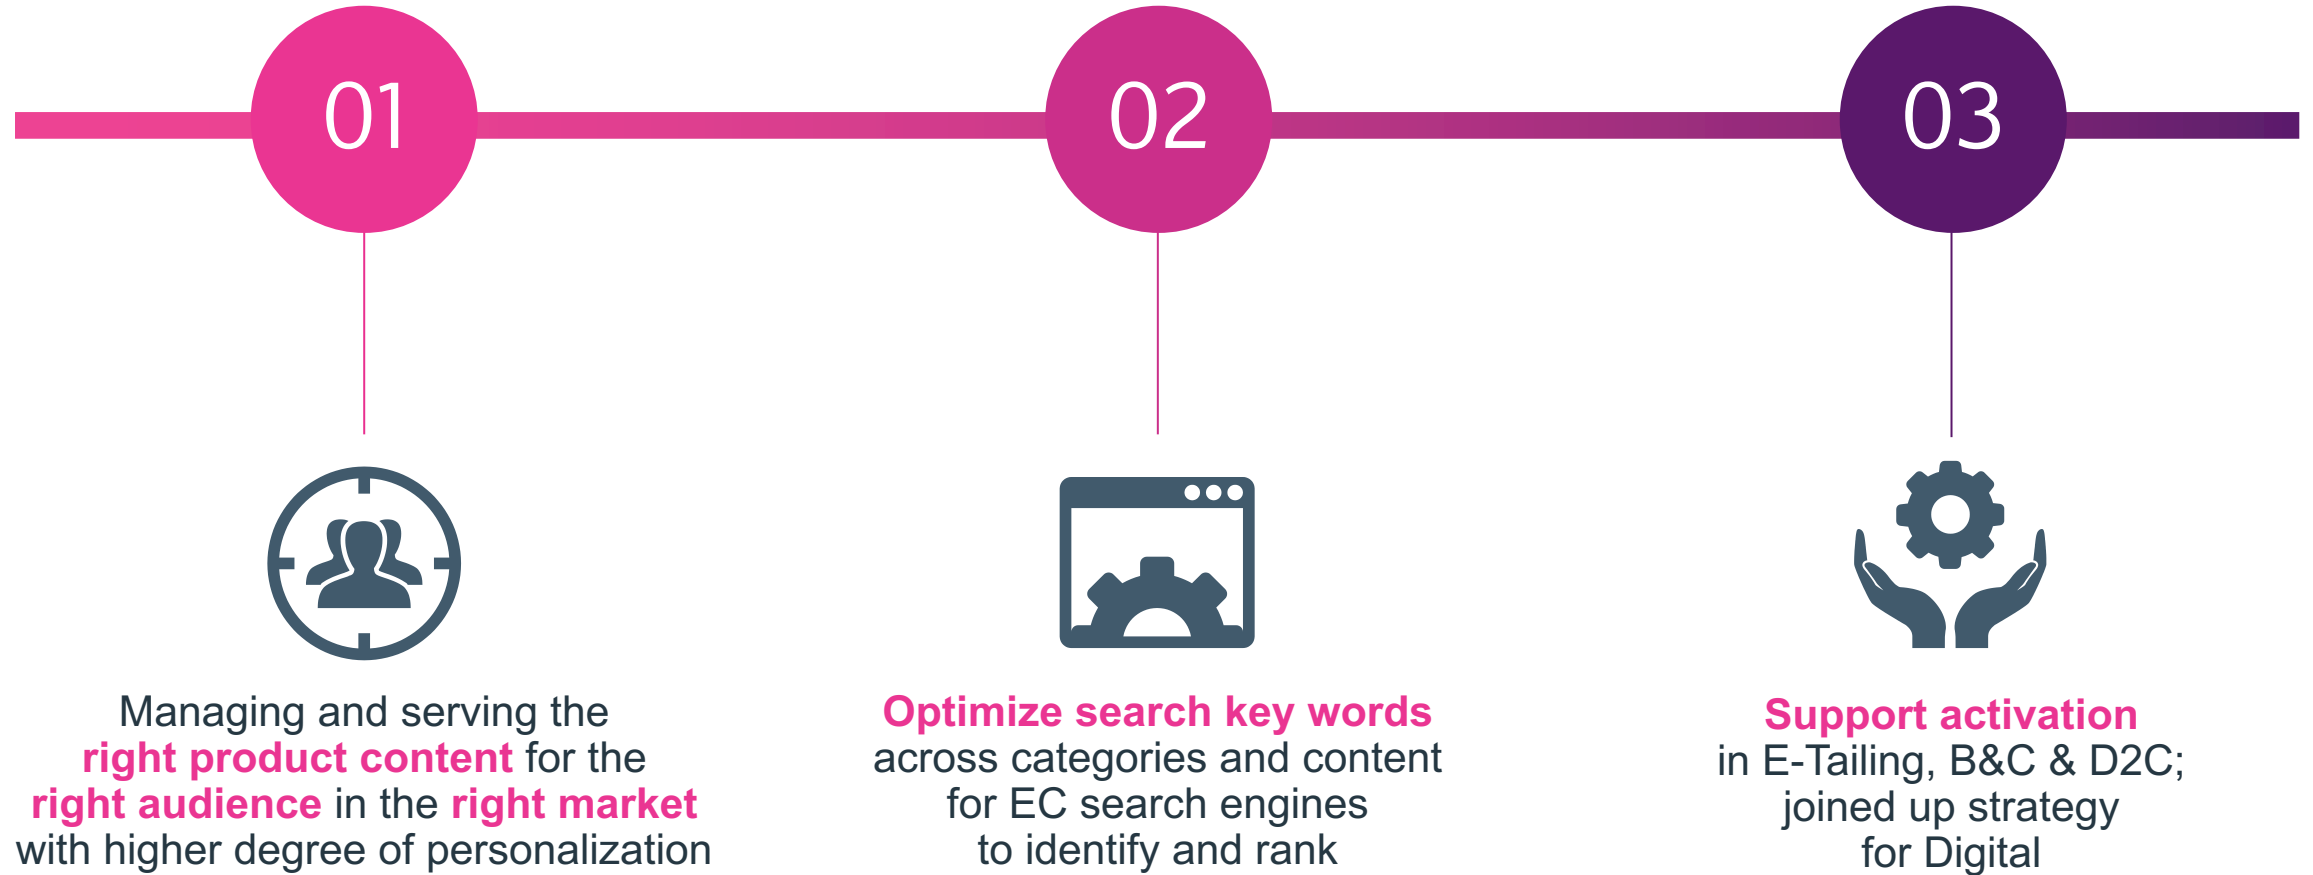 01
02
03
Managing and serving the
right product content for the
right audience in the right market
with higher degree of personalization
Optimize search key words
across categories and content
for EC search engines
to identify and rank
Support activation
in E-Tailing, B&C & D2C;
joined up strategy
for Digital